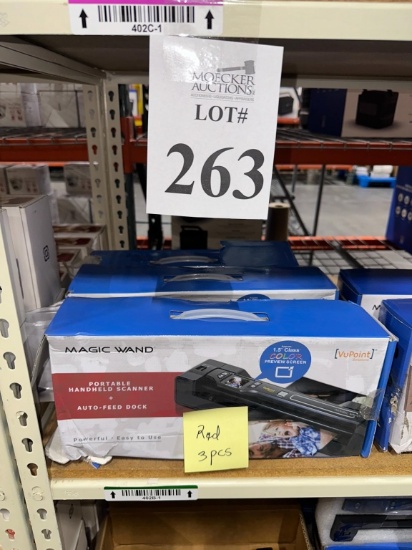 402C-1
MOECKER
AUCTIONS
LOT#
263
MAGIC WAND
PORTABLE
HANDHELD SCANNER
+
AUTO-FEED DOCK
Powerful · Easy to Use
1.5" Class
COLOR
PREVIEW SCREEN
[VuPoint]
Red
3pcs